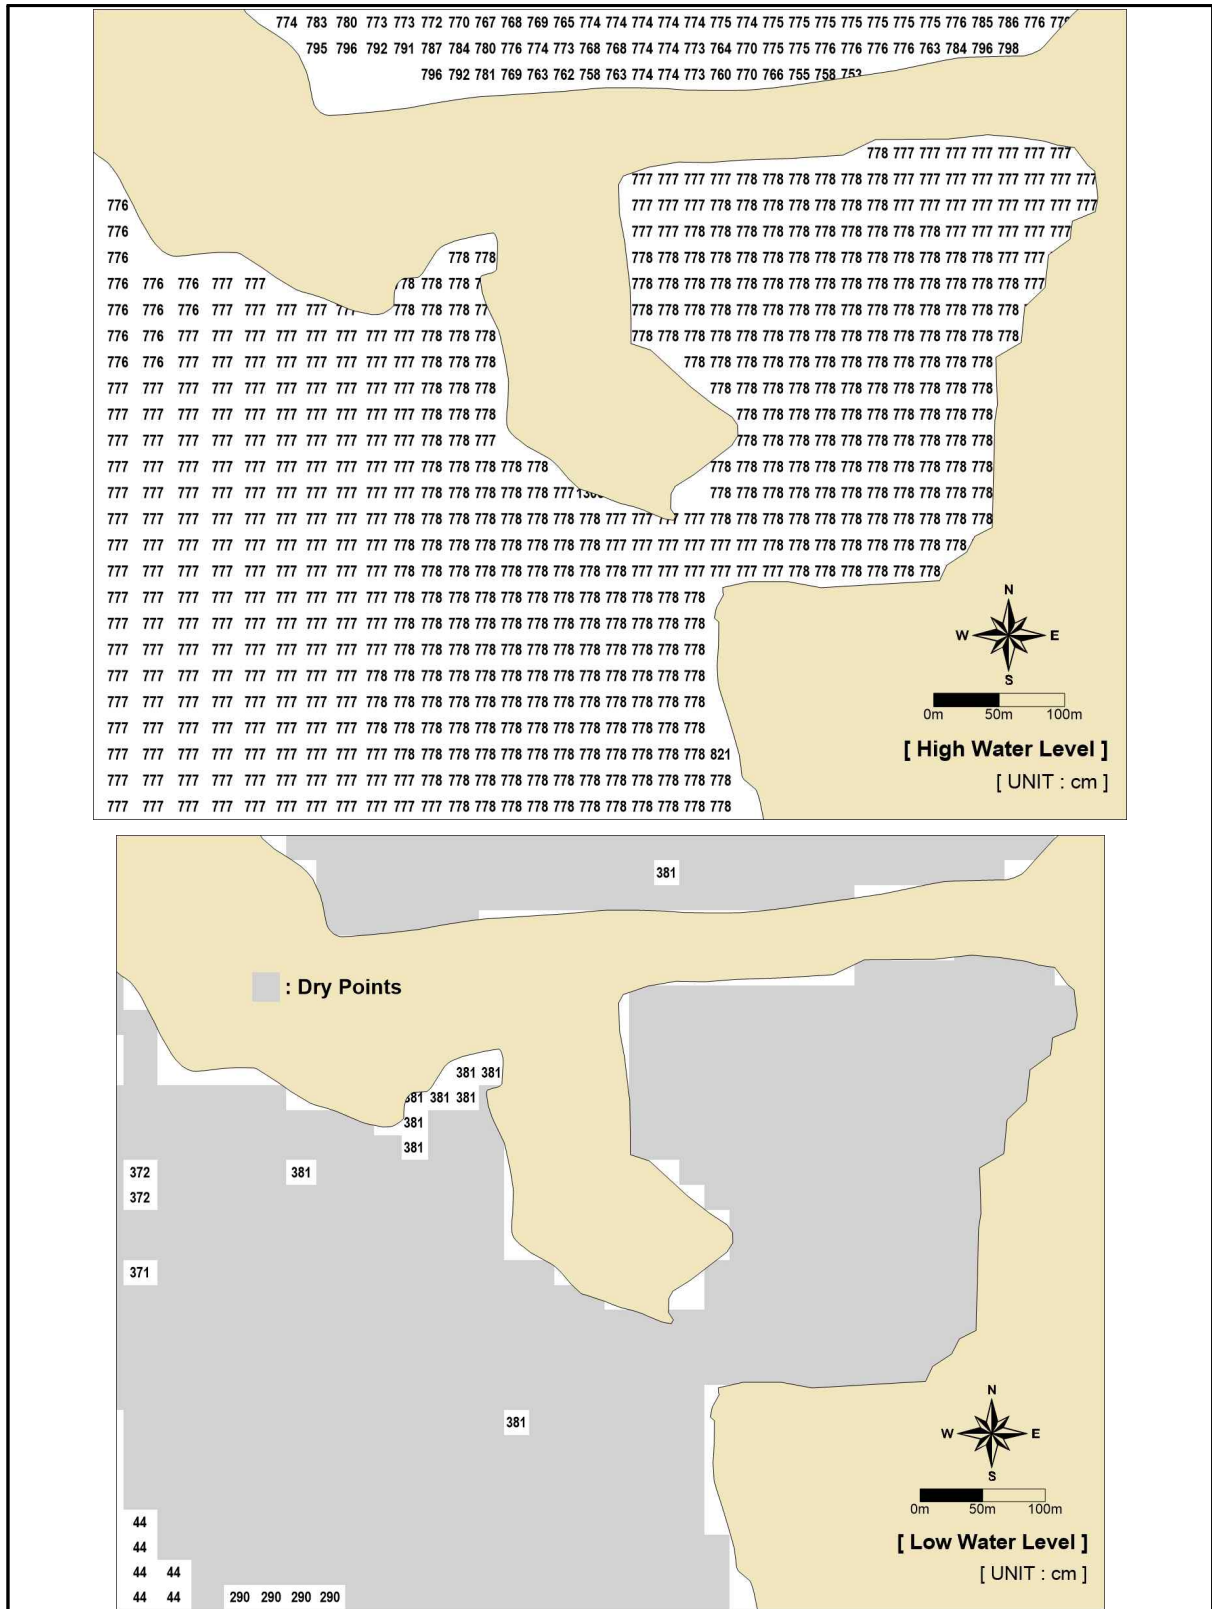 774 783 780 773 773 772 770 767 768 769 765 774 774 774 774 774 775 774 775 775 775 775 775 775 775 776 785 786 776
795 796 792 791 787 784 780 776 774 773 768 768 774 774 773 764 770 775 775 776 776 776 776 763 784 796 798
796 792 781 769 763 762 758 763 774 774 773 760 770 766 755 758 753
778 777 777 777 777 777 777 777
777 777 777 777 778 778 778 778 778 778 777 777 777 777 777 777 777 777
776 777 777 777 778 778 778 778 778 778 778 777 777 777 777 777 777 777 777
776 777 777 778 778 778 778 778 778 778 778 778 778 777 777 777 777 777
776 778 778 778 778 778 778 778 778 778 778 778 778 778 778 778 778 777 777
776 776 776 777 777 778 778 778 778 778 778 778 778 778 778 778 778 778 778 778 778 778 778 777
776 776 776 777 777 777 777 778 778 778 778 778 778 778 778 778 778 778 778 778 778 778 778 778
776 776 777 777 777 777 777 777 777 777 778 778 778 778 778 778 778 778 778 778 778 778 778 778 778 778 778 778
776 776 777 777 777 777 777 777 777 777 778 778 778 778 778 778 778 778 778 778 778 778 778 778 778
777 777 777 777 777 777 777 777 777 777 778 778 778 778 778 778 778 778 778 778 778 778 778 778
777 777 777 777 777 777 777 777 777 777 778 778 778 778 778 778 778 778 778 778 778 778 778
777 777 777 777 777 777 777 777 777 777 778 778 777 778 778 778 778 778 778 778 778 778 778
777 777 777 777 777 777 777 777 777 777 778 778 778 778 778 778 778 778 778 778 778 778 778 778 778 778
777 777 777 777 777 777 777 777 777 777 778 778 778 778 778 777 778 778 778 778 778 778 778 778 778 778 778
777 777 777 777 777 777 777 777 777 778 778 778 778 778 778 778 778 777 777 777 777 778 778 778 778 778 778 778 778 778 778 778
777 777 777 777 777 777 777 777 777 778 778 778 778 778 778 778 778 777 777 777 777 777 777 778 778 778 778 778 778 778 778
777 777 777 777 777 777 777 777 777 778 778 778 778 778 778 778 778 778 777 777 777 777 777 777 778 778 778 778 778 778
777 777 777 777 777 777 777 777 777 778 778 778 778 778 778 778 778 778 778 778 778
777 777 777 777 777 777 777 777 777 778 778 778 778 778 778 778 778 778 778 778 778
777 777 777 777 777 777 777 777 777 778 778 778 778 778 778 778 778 778 778 778 778
777 777 777 777 777 777 777 777 778 778 778 778 778 778 778 778 778 778 778 778 778
777 777 777 777 777 777 777 777 778 778 778 778 778 778 778 778 778 778 778 778 778
777 777 777 777 777 777 777 777 778 778 778 778 778 778 778 778 778 778 778 778 778
777 777 777 777 777 777 777 777 777 778 778 778 778 778 778 778 778 778 778 778 778 821
777 777 777 777 777 777 777 777 777 777 778 778 778 778 778 778 778 778 778 778 778 778
777 777 777 777 777 777 777 777 777 777 777 778 778 778 778 778 778 778 778 778 778 778
N
W E
S
0m 50m 100m
[ High Water Level ]
[ UNIT : cm ]
381
: Dry Points
381 381
381 381 381
381
381
372 381
372
371
381
44
44
44 44
44 44 290 290 290 290
N
W E
S
0m 50m 100m
[ Low Water Level ]
[ UNIT : cm ]